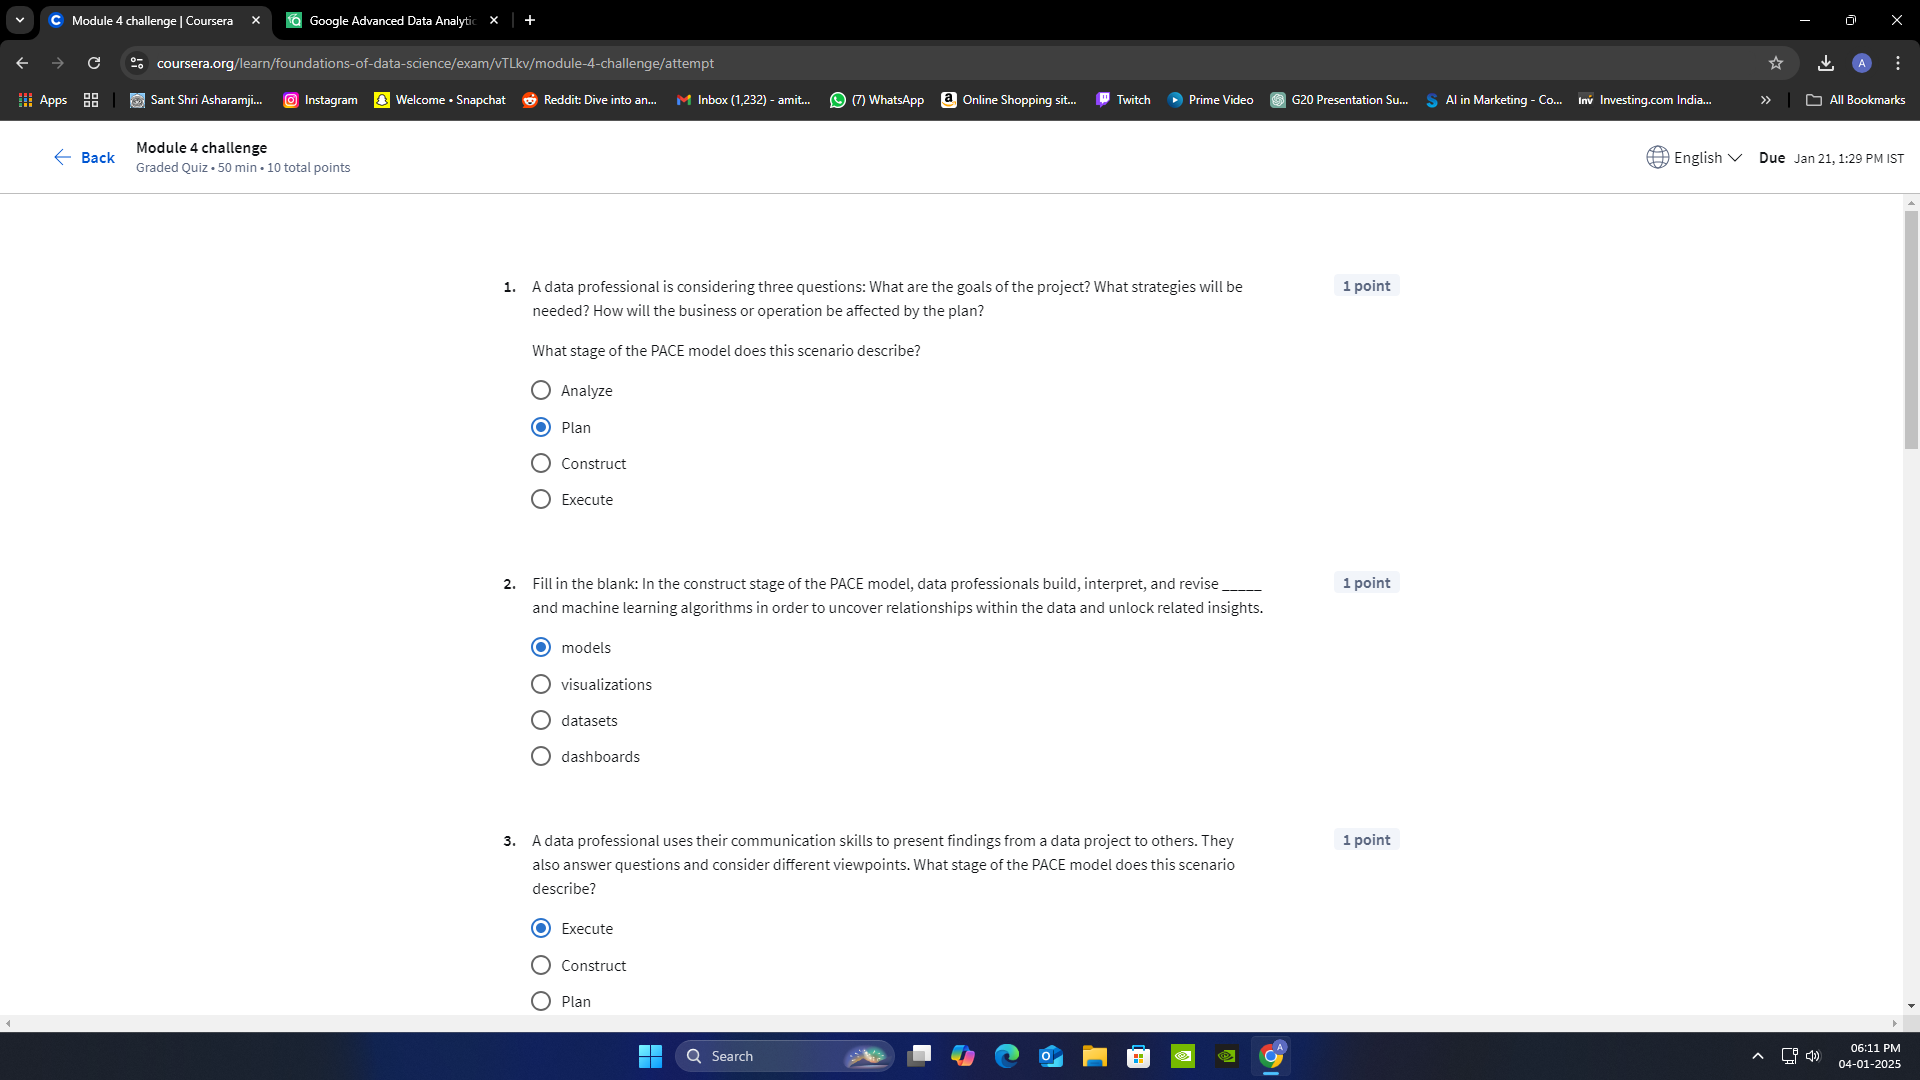 Module 4 challenge | Coursera
Google Advanced Data Analytic
coursera.org/learn/foundations-of-data-science/exam/vTLkv/module-4-challenge/attempt
A
Apps
Sant Shri Asharamji...
Instagram
Welcome • Snapchat
Reddit: Dive into an...
Inbox (1,232) - amit...
(7) WhatsApp
Online Shopping sit...
Twitch
Prime Video
G20 Presentation Su...
AI in Marketing - Co...
Investing.com India...
All Bookmarks
Back
Module 4 challenge
Graded Quiz • 50 min • 10 total points
English
Due Jan 21, 1:29 PM IST
1. A data professional is considering three questions: What are the goals of the project? What strategies will be
needed? How will the business or operation be affected by the plan?
1 point
What stage of the PACE model does this scenario describe?
Analyze
Plan
Construct
Execute
2. Fill in the blank: In the construct stage of the PACE model, data professionals build, interpret, and revise _____
and machine learning algorithms in order to uncover relationships within the data and unlock related insights.
1 point
models
visualizations
datasets
dashboards
3. A data professional uses their communication skills to present findings from a data project to others. They
also answer questions and consider different viewpoints. What stage of the PACE model does this scenario
describe?
1 point
Execute
Construct
Plan
Search
06:11 PM
04-01-2025